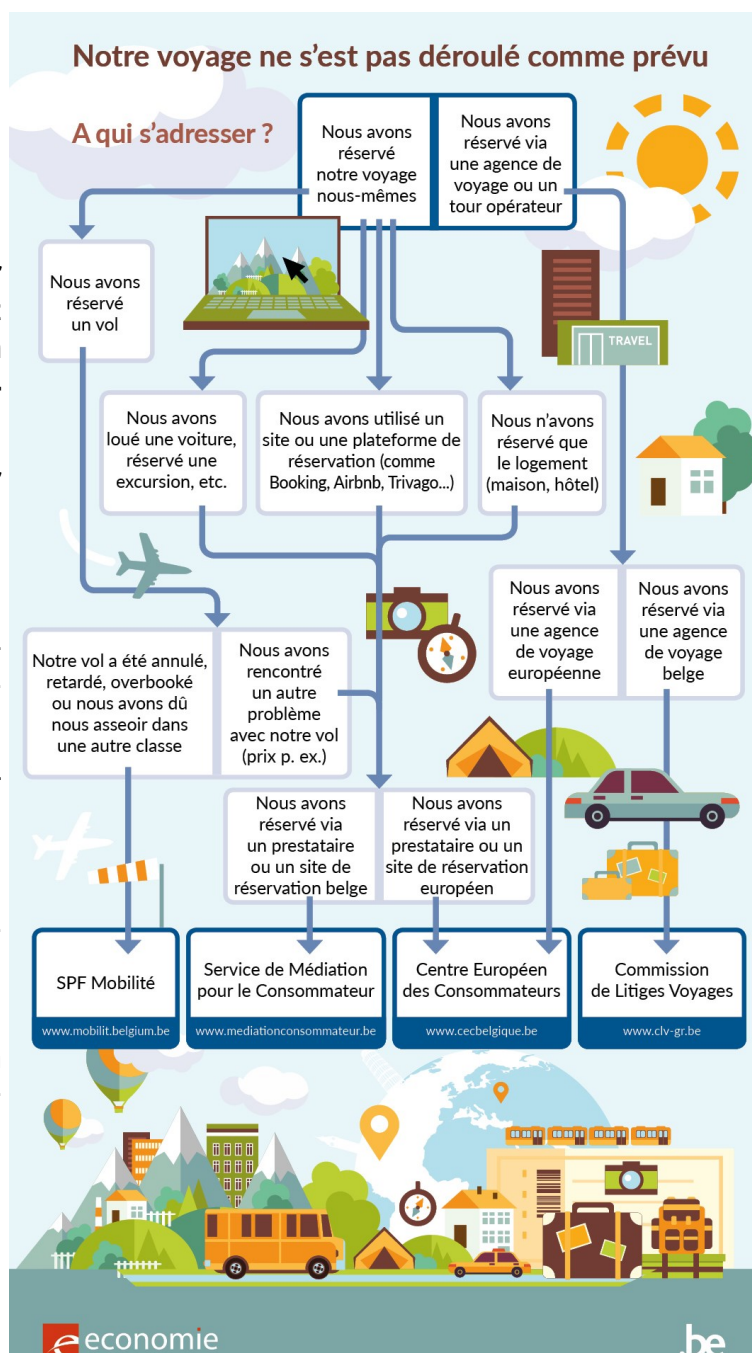 Notre voyage ne s'est pas déroulé comme prévu
A qui s'adresser ?
Nous avons
réservé
notre voyage
nous-mêmes
Nous avons
réservé via
une agence de
voyage ou un
tour opérateur
Nous avons
réservé
un vol
TRAVEL
Nous avons
loué une voiture,
réservé une
excursion, etc.
Nous avons utilisé un
site ou une plateforme de
réservation (comme
Booking, Airbnb, Trivago...)
Nous n'avons
réservé que
le logement
(maison, hôtel)
Nous avons
réservé via
une agence
de voyage
européenne
Nous avons
réservé via
une agence
de voyage
belge
Notre vol a été annulé,
retardé, overbooké
ou nous avons dû
nous asseoir dans
une autre classe
Nous avons
rencontré
un autre
problème
avec notre vol
(prix p. ex.)
Nous avons
réservé via
un prestataire
ou un site de
réservation belge
Nous avons
réservé via un
prestataire ou un
site de réservation
européen
SPF Mobilité
www.mobilit.belgium.be
Service de Médiation
pour le Consommateur
www.mediationconsommateur.be
Centre Européen
des Consommateurs
www.cecbelgique.be
Commission
de Litiges Voyages
www.clv-gr.be
e economie
.be